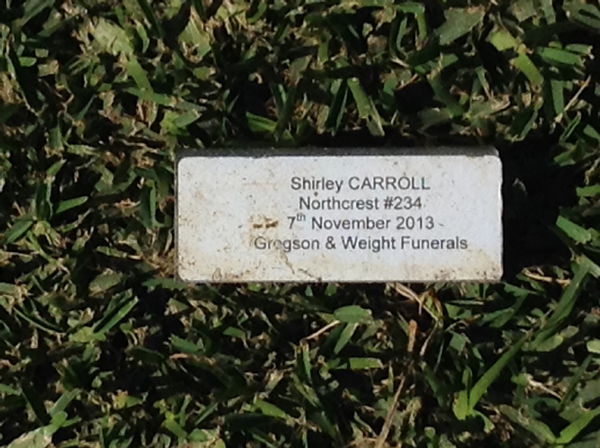 Shirley CARROLL
Northcrest #234
7th November 2013
Gregson & Weight Funerals